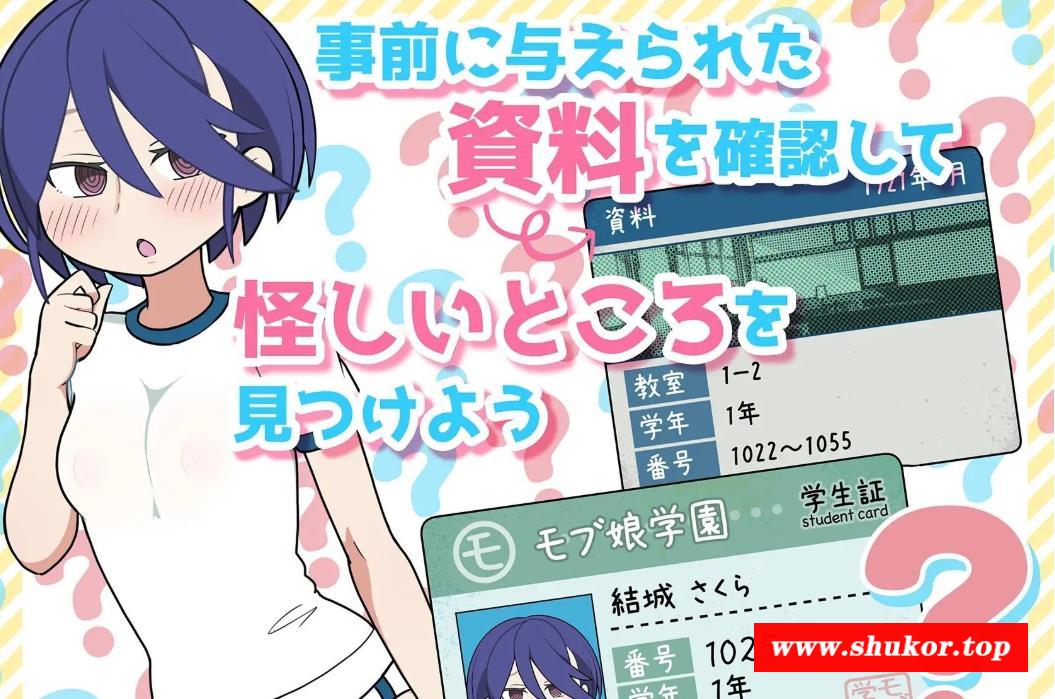 事前に与えられた
資料を確認して
怪しいところを
見つけよう
資料
教室 1-2
学年 1年
番号 1022～1055
モ モブ娘学園
学生証
student card
結城 さくら
番号 102
学年 1年
www.shukor.top